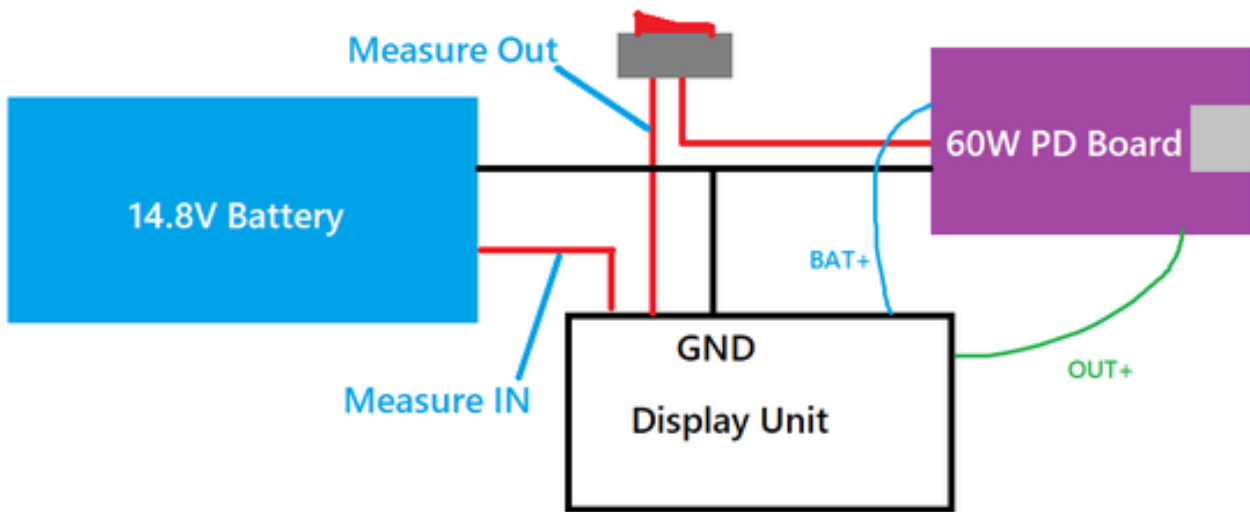 Measure Out
60W PD Board
14.8V Battery
BAT+
GND
OUT+
Measure IN
Display Unit